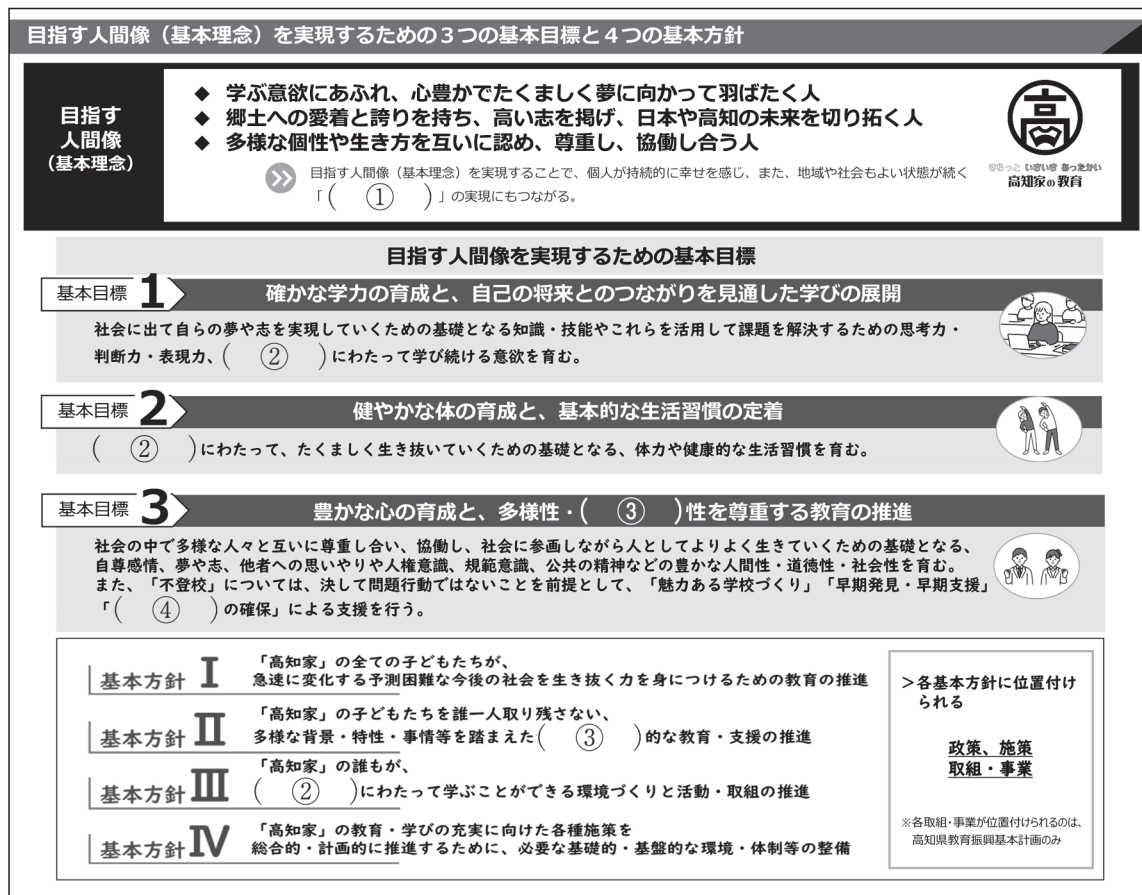 目指す人間像（基本理念）を実現するための３つの基本目標と４つの基本方針
目指す
人間像
（基本理念）
◆ 学ぶ意欲にあふれ、心豊かでたくましく夢に向かって羽ばたく人
◆ 郷土への愛着と誇りを持ち、高い志を掲げ、日本や高知の未来を切り拓く人
◆ 多様な個性や生き方を互いに認め、尊重し、協働し合う人
目指す人間像（基本理念）を実現することで、個人が持続的に幸せを感じ、また、地域や社会もよい状態が続く
「（　①　）」の実現にもつながる。
いきいき あったかい
高知家の教育
目指す人間像を実現するための基本目標
基本目標 1 確かな学力の育成と、自己の将来とのつながりを見通した学びの展開
社会に出て自らの夢や志を実現していくための基礎となる知識・技能やこれらを活用して課題を解決するための思考力・
判断力・表現力、（　②　）にわたって学び続ける意欲を育む。
基本目標 2 健やかな体の育成と、基本的な生活習慣の定着
（　②　）にわたって、たくましく生き抜いていくための基礎となる、体力や健康的な生活習慣を育む。
基本目標 3 豊かな心の育成と、多様性・（　③　）性を尊重する教育の推進
社会の中で多様な人々と互いに尊重し合い、協働し、社会に参画しながら人としてよりよく生きていくための基礎となる、
自尊感情、夢や志、他者への思いやりや人権意識、規範意識、公共の精神などの豊かな人間性・道徳性・社会性を育む。
また、「不登校」については、決して問題行動ではないことを前提として、「魅力ある学校づくり」「早期発見・早期支援」
「（　④　）の確保」による支援を行う。
基本方針 Ⅰ
「高知家」の全ての子どもたちが、
急速に変化する予測困難な今後の社会を生き抜く力を身につけるための教育の推進
基本方針 Ⅱ
「高知家」の子どもたちを誰一人取り残さない、
多様な背景・特性・事情等を踏まえた（　③　）的な教育・支援の推進
基本方針 Ⅲ
「高知家」の誰もが、
（　②　）にわたって学ぶことができる環境づくりと活動・取組の推進
基本方針 Ⅳ
「高知家」の教育・学びの充実に向けた各種施策を
総合的・計画的に推進するために、必要な基礎的・基盤的な環境・体制等の整備
＞各基本方針に位置付け
られる
政策、施策
取組・事業
※各取組・事業が位置付けられるのは、
高知県教育振興基本計画のみ